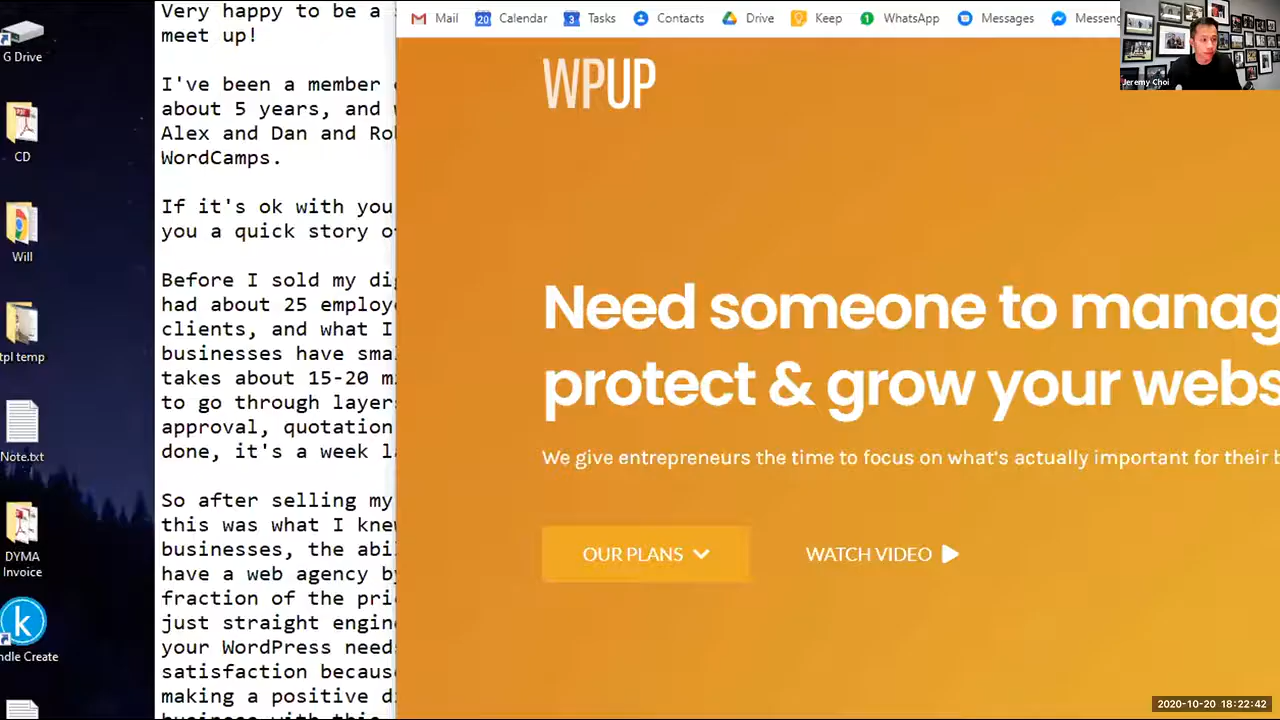 G Drive
CD
Will
tpl temp
Note.txt
DYMA
Invoice
ndle Create
Very happy to be a
meet up!
I've been a member
about 5 years, and
Alex and Dan and Ro
WordCamps.
If it's ok with you
you a quick story o
Before I sold my di
had about 25 employ
clients, and what I
businesses have sma
takes about 15-20 m
to go through layer
approval, quotation
done, it's a week l
So after selling my
this was what I knew
businesses, the abi
have a web agency b
fraction of the pri
just straight engin
your WordPress need
satisfaction becaus
making a positive d
business with this
Mail Calendar Tasks Contacts Drive Keep WhatsApp Messages Messeng
WPUP
Need someone to manag
protect & grow your webs
We give entrepreneurs the time to focus on what's actually important for their b
OUR PLANS WATCH VIDEO
Jeremy Choi
2020-10-20 18:22:42